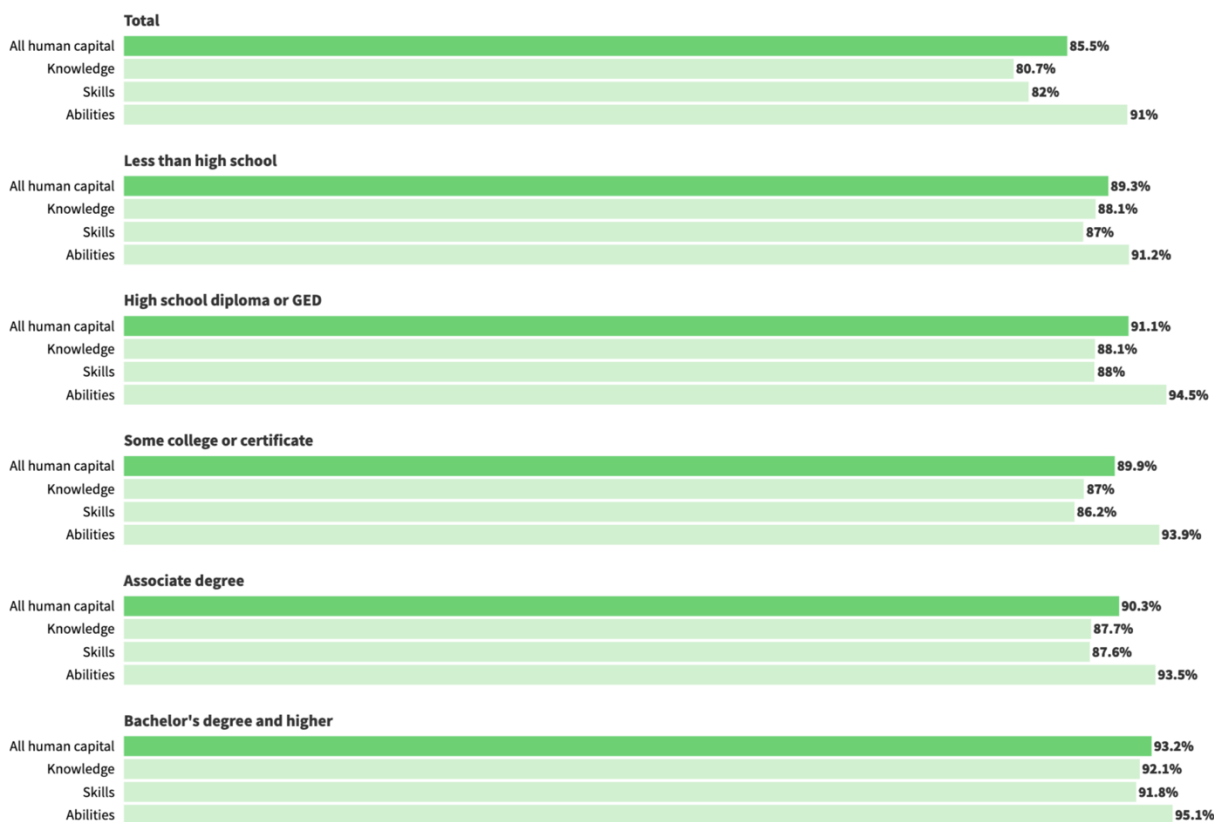 Total
All human capital 85.5%
Knowledge 80.7%
Skills 82%
Abilities 91%
Less than high school
All human capital 89.3%
Knowledge 88.1%
Skills 87%
Abilities 91.2%
High school diploma or GED
All human capital 91.1%
Knowledge 88.1%
Skills 88%
Abilities 94.5%
Some college or certificate
All human capital 89.9%
Knowledge 87%
Skills 86.2%
Abilities 93.9%
Associate degree
All human capital 90.3%
Knowledge 87.7%
Skills 87.6%
Abilities 93.5%
Bachelor's degree and higher
All human capital 93.2%
Knowledge 92.1%
Skills 91.8%
Abilities 95.1%